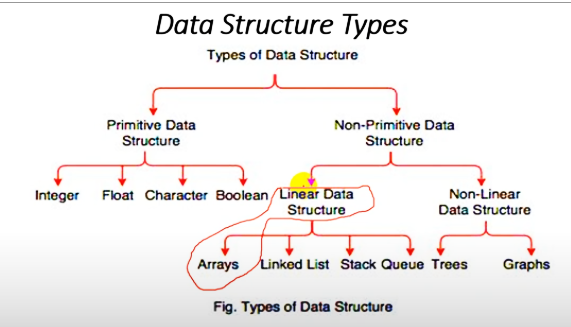 Data Structure Types
Types of Data Structure
Primitive Data
Structure
Non-Primitive Data
Structure
Integer
Float
Character
Boolean
Linear Data
Structure
Non-Linear
Data Structure
Arrays
Linked List
Stack
Queue
Trees
Graphs
Fig. Types of Data Structure